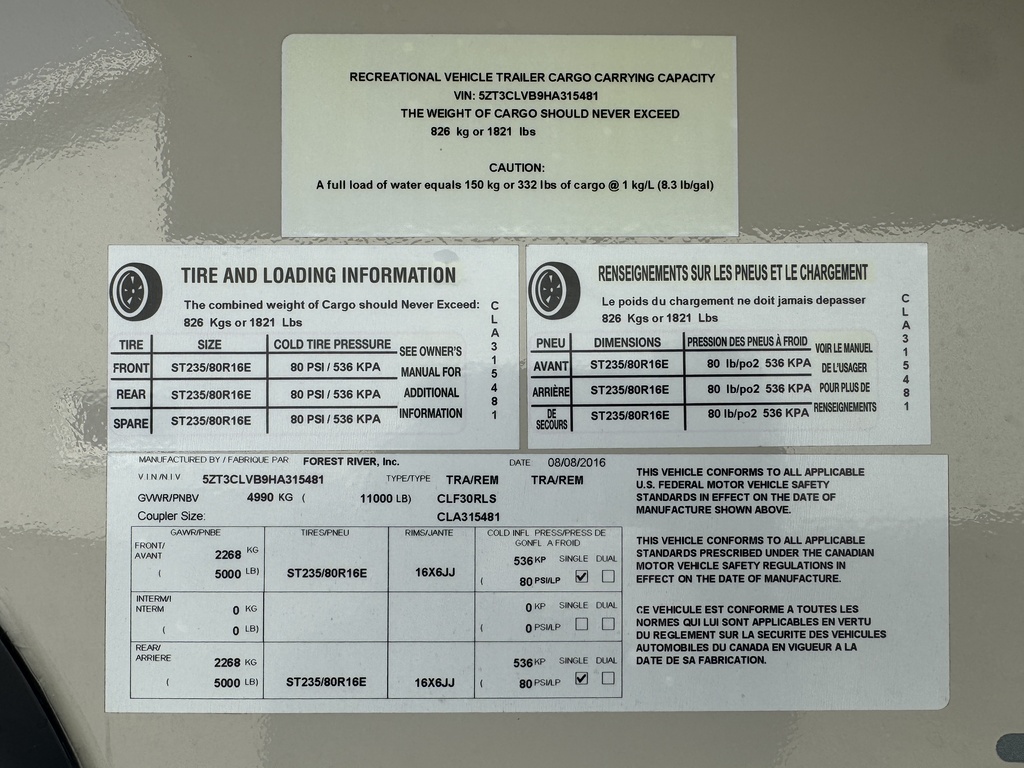 RECREATIONAL VEHICLE TRAILER CARGO CARRYING CAPACITY
VIN: 5ZT3CLVB9HA315481
THE WEIGHT OF CARGO SHOULD NEVER EXCEED
826 kg or 1821 lbs
CAUTION:
A full load of water equals 150 kg or 332 lbs of cargo @ 1 kg/L (8.3 lb/gal)
TIRE AND LOADING INFORMATION
The combined weight of Cargo should Never Exceed:
826 Kgs or 1821 Lbs
TIRE SIZE COLD TIRE PRESSURE
FRONT ST235/80R16E 80 PSI / 536 KPA
REAR ST235/80R16E 80 PSI / 536 KPA
SPARE ST235/80R16E 80 PSI / 536 KPA
SEE OWNER'S
MANUAL FOR
ADDITIONAL
INFORMATION
CLA315481
RENSEIGNEMENTS SUR LES PNEUS ET LE CHARGEMENT
Le poids du chargement ne doit jamais depasser
826 Kgs or 1821 Lbs
PNEU DIMENSIONS PRESSION DES PNEUS À FROID
AVANT ST235/80R16E 80 lb/po2 536 KPA
ARRIÈRE ST235/80R16E 80 lb/po2 536 KPA
DE SECOURS ST235/80R16E 80 lb/po2 536 KPA
VOIR LE MANUEL
DE L'USAGER
POUR PLUS DE
RENSEIGNEMENTS
CLA315481
MANUFACTURED BY / FABRIQUE PAR FOREST RIVER, Inc. DATE 08/08/2016
VIN/NIV 5ZT3CLVB9HA315481 TYPE/TYPE TRA/REM TRA/REM
GVWR/PNBV 4990 KG ( 11000 LB) CLF30RLS
Coupler Size: CLA315481
GAWR/PNBE TIRES/PNEU RIMS/JANTE COLD INFL PRESS/PRESS DE
GONFL A FROID
FRONT/
AVANT 2268 KG 536 KP SINGLE DUAL
( 5000 LB) ST235/80R16E 16X6JJ ( 80 PSI/LP
INTERM/I
NTERM 0 KG 0 KP SINGLE DUAL
( 0 LB) ( 0 PSI/LP
REAR/
ARRIERE 2268 KG 536 KP SINGLE DUAL
( 5000 LB) ST235/80R16E 16X6JJ ( 80 PSI/LP
THIS VEHICLE CONFORMS TO ALL APPLICABLE
U.S. FEDERAL MOTOR VEHICLE SAFETY
STANDARDS IN EFFECT ON THE DATE OF
MANUFACTURE SHOWN ABOVE.
THIS VEHICLE CONFORMS TO ALL APPLICABLE
STANDARDS PRESCRIBED UNDER THE CANADIAN
MOTOR VEHICLE SAFETY REGULATIONS IN
EFFECT ON THE DATE OF MANUFACTURE.
CE VEHICULE EST CONFORME A TOUTES LES
NORMES QUI LUI SONT APPLICABLES EN VERTU
DU REGLEMENT SUR LA SECURITE DES VEHICULES
AUTOMOBILES DU CANADA EN VIGUEUR A LA
DATE DE SA FABRICATION.